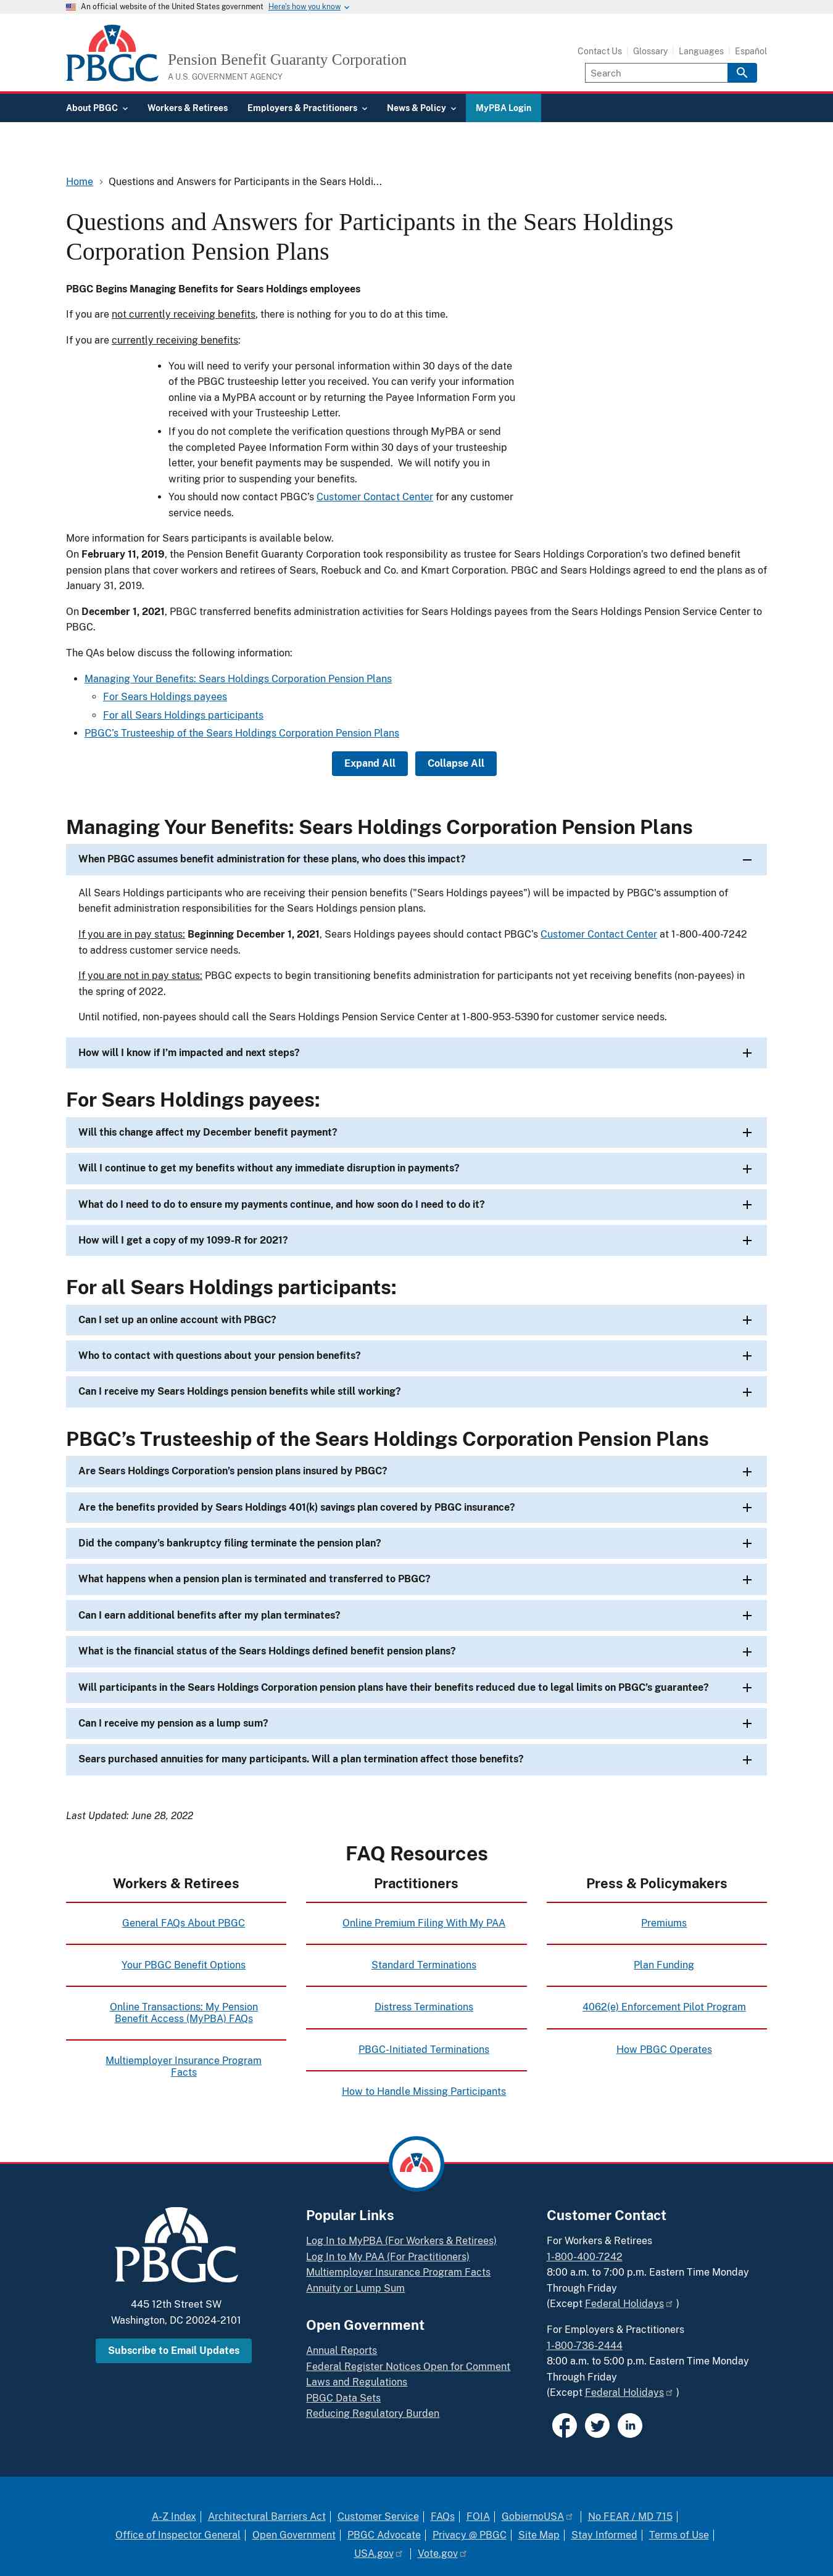 An official website of the United States government Here's how you know
PBGC
Pension Benefit Guaranty Corporation
A U.S. GOVERNMENT AGENCY
Contact Us Glossary Languages Español
Search
About PBGC Workers & Retirees Employers & Practitioners News & Policy MyPBA Login
Home Questions and Answers for Participants in the Sears Holdi...
Questions and Answers for Participants in the Sears Holdings
Corporation Pension Plans
PBGC Begins Managing Benefits for Sears Holdings employees
If you are not currently receiving benefits, there is nothing for you to do at this time.
If you are currently receiving benefits:
• You will need to verify your personal information within 30 days of the date
of the PBGC trusteeship letter you received. You can verify your information
online via a MyPBA account or by returning the Payee Information Form you
received with your Trusteeship Letter.
• If you do not complete the verification questions through MyPBA or send
the completed Payee Information Form within 30 days of your trusteeship
letter, your benefit payments may be suspended.  We will notify you in
writing prior to suspending your benefits.
• You should now contact PBGC's Customer Contact Center for any customer
service needs.
More information for Sears participants is available below.
On February 11, 2019, the Pension Benefit Guaranty Corporation took responsibility as trustee for Sears Holdings Corporation's two defined benefit
pension plans that cover workers and retirees of Sears, Roebuck and Co. and Kmart Corporation. PBGC and Sears Holdings agreed to end the plans as of
January 31, 2019.
On December 1, 2021, PBGC transferred benefits administration activities for Sears Holdings payees from the Sears Holdings Pension Service Center to
PBGC.
The QAs below discuss the following information:
• Managing Your Benefits: Sears Holdings Corporation Pension Plans
◦ For Sears Holdings payees
◦ For all Sears Holdings participants
• PBGC's Trusteeship of the Sears Holdings Corporation Pension Plans
Expand All Collapse All
Managing Your Benefits: Sears Holdings Corporation Pension Plans
When PBGC assumes benefit administration for these plans, who does this impact?
All Sears Holdings participants who are receiving their pension benefits ("Sears Holdings payees") will be impacted by PBGC's assumption of
benefit administration responsibilities for the Sears Holdings pension plans.
If you are in pay status: Beginning December 1, 2021, Sears Holdings payees should contact PBGC's Customer Contact Center at 1-800-400-7242
to address customer service needs.
If you are not in pay status: PBGC expects to begin transitioning benefits administration for participants not yet receiving benefits (non-payees) in
the spring of 2022.
Until notified, non-payees should call the Sears Holdings Pension Service Center at 1-800-953-5390 for customer service needs.
How will I know if I'm impacted and next steps?
For Sears Holdings payees:
Will this change affect my December benefit payment?
Will I continue to get my benefits without any immediate disruption in payments?
What do I need to do to ensure my payments continue, and how soon do I need to do it?
How will I get a copy of my 1099-R for 2021?
For all Sears Holdings participants:
Can I set up an online account with PBGC?
Who to contact with questions about your pension benefits?
Can I receive my Sears Holdings pension benefits while still working?
PBGC's Trusteeship of the Sears Holdings Corporation Pension Plans
Are Sears Holdings Corporation's pension plans insured by PBGC?
Are the benefits provided by Sears Holdings 401(k) savings plan covered by PBGC insurance?
Did the company's bankruptcy filing terminate the pension plan?
What happens when a pension plan is terminated and transferred to PBGC?
Can I earn additional benefits after my plan terminates?
What is the financial status of the Sears Holdings defined benefit pension plans?
Will participants in the Sears Holdings Corporation pension plans have their benefits reduced due to legal limits on PBGC's guarantee?
Can I receive my pension as a lump sum?
Sears purchased annuities for many participants. Will a plan termination affect those benefits?
Last Updated: June 28, 2022
FAQ Resources
Workers & Retirees
General FAQs About PBGC
Your PBGC Benefit Options
Online Transactions: My Pension
Benefit Access (MyPBA) FAQs
Multiemployer Insurance Program
Facts
Practitioners
Online Premium Filing With My PAA
Standard Terminations
Distress Terminations
PBGC-Initiated Terminations
How to Handle Missing Participants
Press & Policymakers
Premiums
Plan Funding
4062(e) Enforcement Pilot Program
How PBGC Operates
PBGC
445 12th Street SW
Washington, DC 20024-2101
Subscribe to Email Updates
Popular Links
Log In to MyPBA (For Workers & Retirees)
Log In to My PAA (For Practitioners)
Multiemployer Insurance Program Facts
Annuity or Lump Sum
Open Government
Annual Reports
Federal Register Notices Open for Comment
Laws and Regulations
PBGC Data Sets
Reducing Regulatory Burden
Customer Contact
For Workers & Retirees
1-800-400-7242
8:00 a.m. to 7:00 p.m. Eastern Time Monday
Through Friday
(Except Federal Holidays )
For Employers & Practitioners
1-800-736-2444
8:00 a.m. to 5:00 p.m. Eastern Time Monday
Through Friday
(Except Federal Holidays )
in
A-Z Index | Architectural Barriers Act | Customer Service | FAQs | FOIA | GobiernoUSA | No FEAR / MD 715 |
Office of Inspector General | Open Government | PBGC Advocate | Privacy @ PBGC | Site Map | Stay Informed | Terms of Use |
USA.gov | Vote.gov